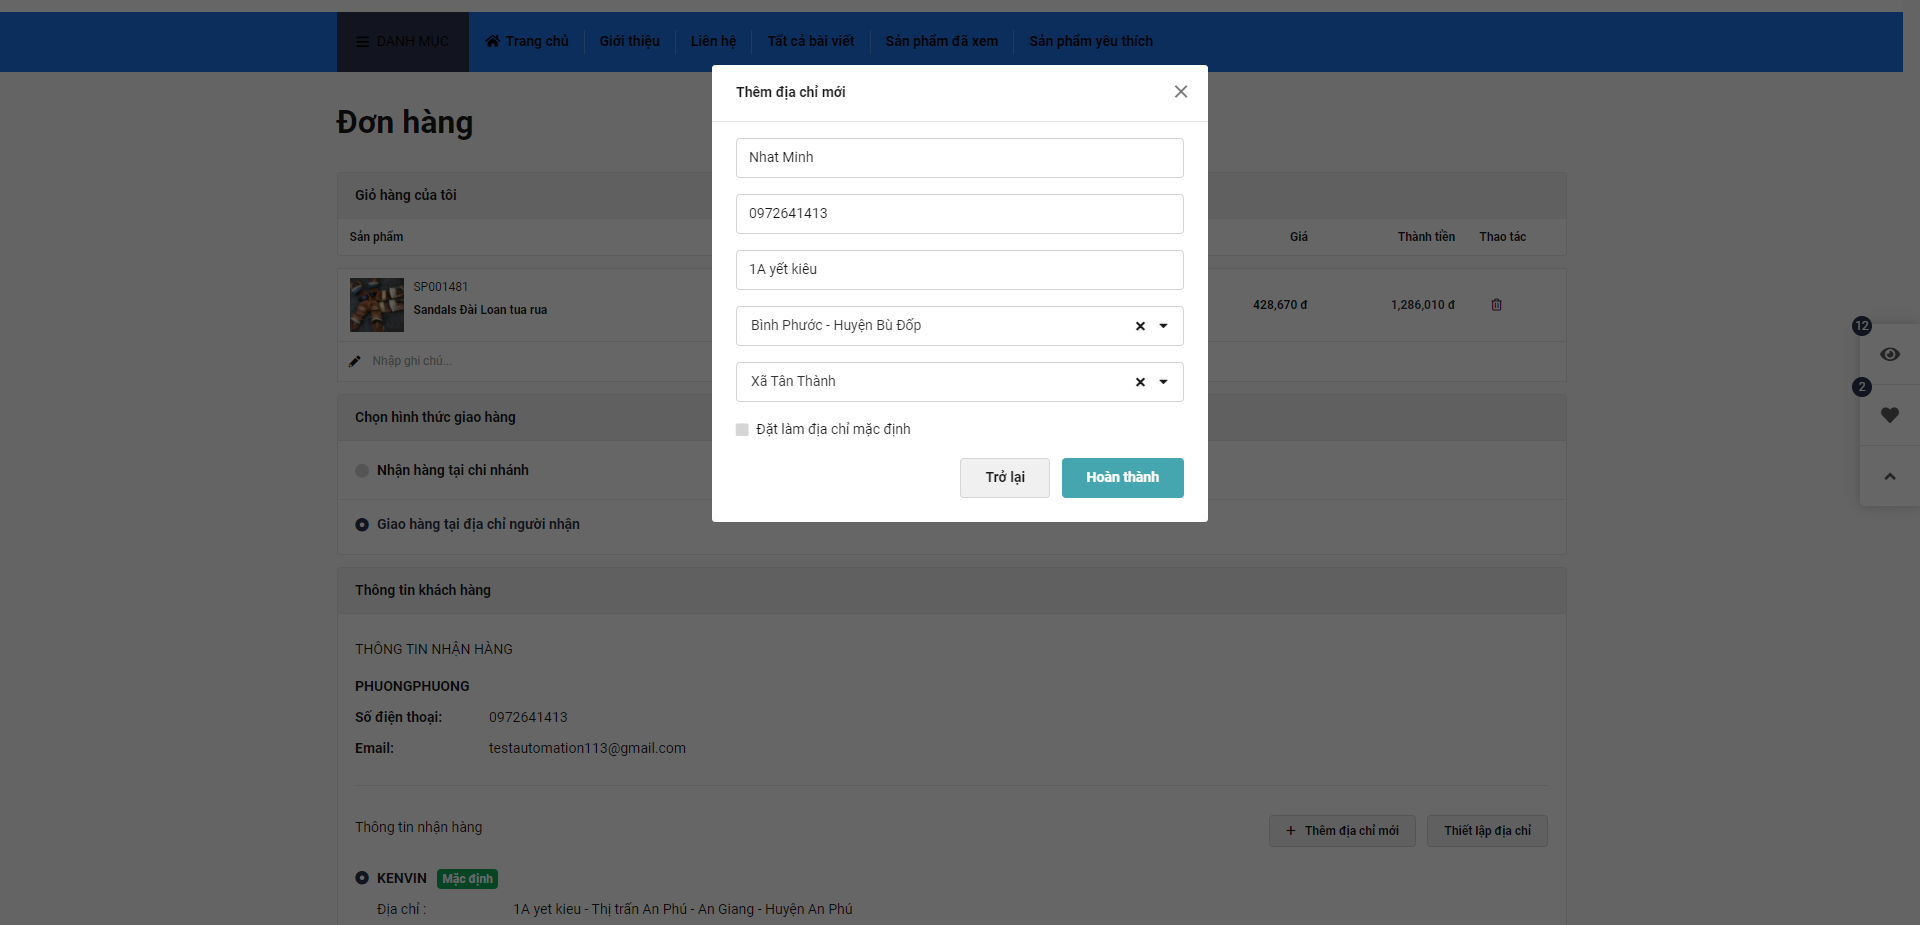 DANH MỤC Trang chủ Giới thiệu Liên hệ Tất cả bài viết Sản phẩm đã xem Sản phẩm yêu thích
Thêm địa chỉ mới
Nhat Minh
0972641413
1A yết kiêu
Bình Phước - Huyện Bù Đốp
Xã Tân Thành
Đặt làm địa chỉ mặc định
Trở lại Hoàn thành
Đơn hàng
Giỏ hàng của tôi
Sản phẩm Giá Thành tiền Thao tác
SP001481
Sandals Đài Loan tua rua 428,670 đ 1,286,010 đ
Nhập ghi chú...
Chọn hình thức giao hàng
Nhận hàng tại chi nhánh
Giao hàng tại địa chỉ người nhận
12
2
Thông tin khách hàng
THÔNG TIN NHẬN HÀNG
PHUONGPHUONG
Số điện thoại: 0972641413
Email: testautomation113@gmail.com
Thông tin nhận hàng + Thêm địa chỉ mới Thiết lập địa chỉ
KENVIN Mặc định
Địa chỉ : 1A yet kieu - Thị trấn An Phú - An Giang - Huyện An Phú